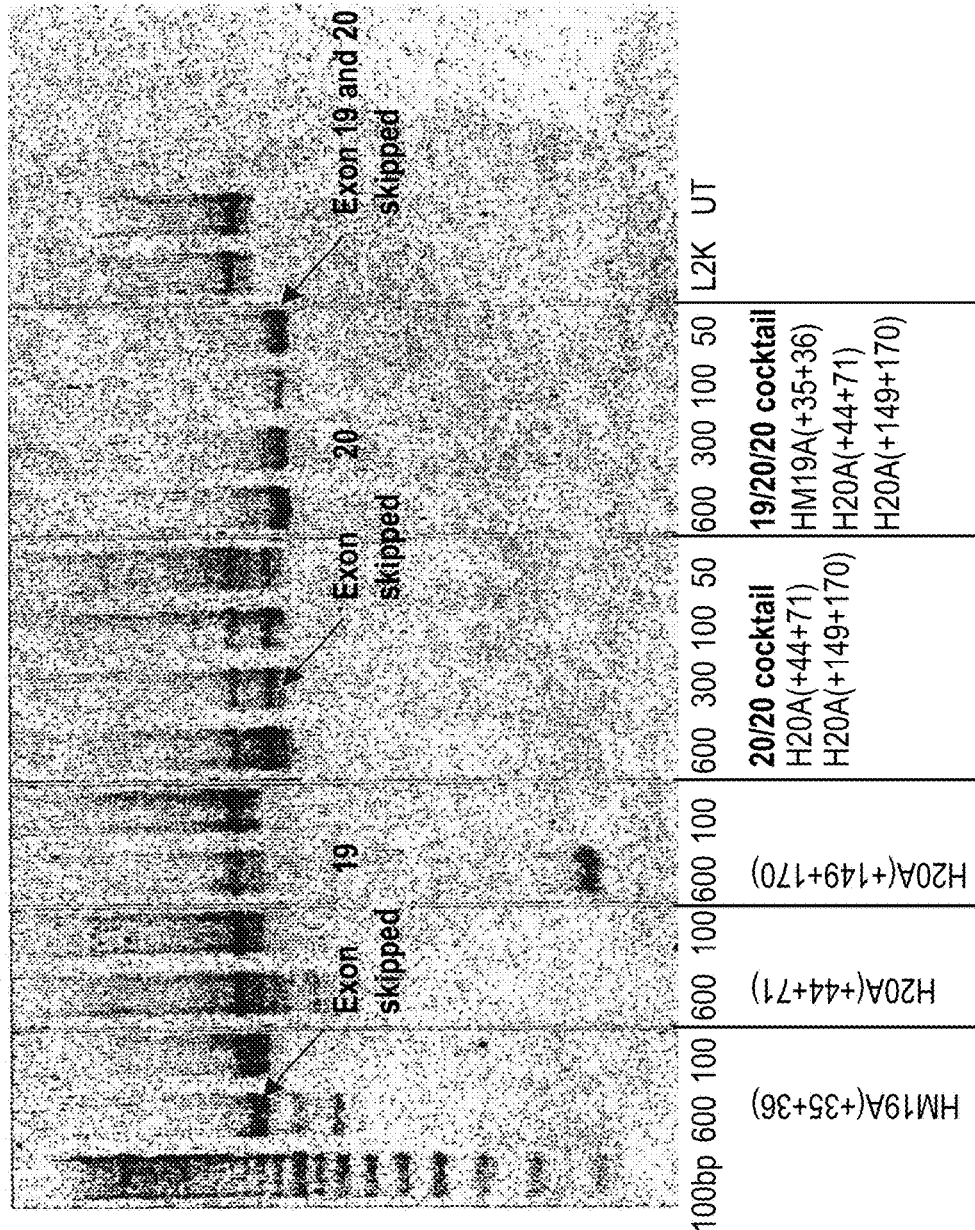 Exon 19
skipped
Exon 20
skipped
Exon 19 and 20
skipped
100bp 600 100 600 100 600 100 600 300 100 50 600 300 100 50 L2K UT
HM19A(+35+36)
H20A(+44+71)
H20A(+149+170)
20/20 cocktail
H20A(+44+71)
H20A(+149+170)
19/20/20 cocktail
HM19A(+35+36)
H20A(+44+71)
H20A(+149+170)